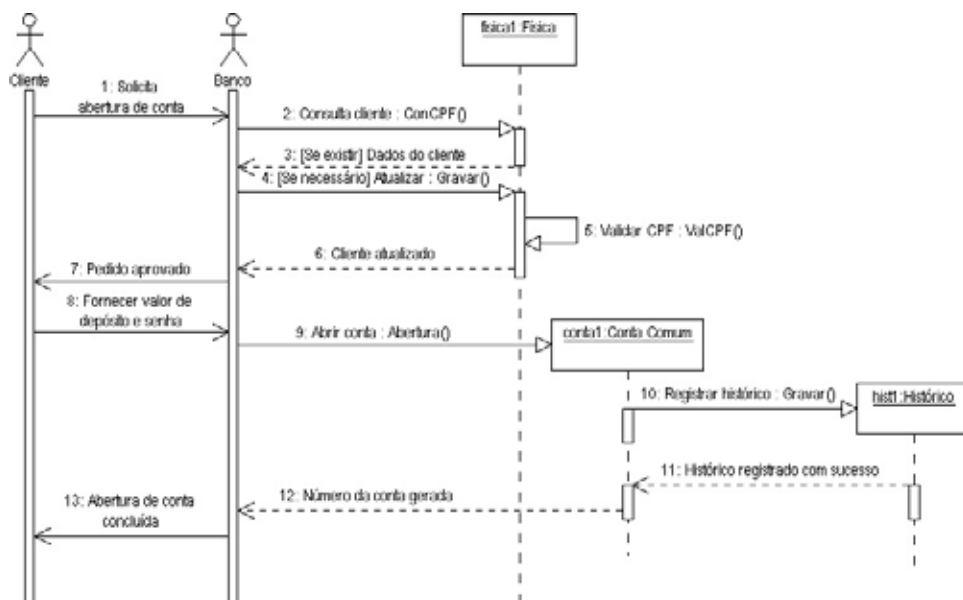 fisica1: Física
Cliente
Banco
1: Solicita
abertura de conta
2: Consulta cliente : ConCPF()
3: [Se existir] Dados do cliente
4: [Se necessário] Atualizar : Gravar()
5: Validar CPF : ValCPF()
6: Cliente atualizado
7: Pedido aprovado
8: Fornecer valor de
depósito e senha
9: Abrir conta : Abertura()
conta1: Conta Comum
10: Registrar histórico : Gravar()
hist1:Histórico
11: Histórico registrado com sucesso
12: Número da conta gerada
13: Abertura de conta
concluída